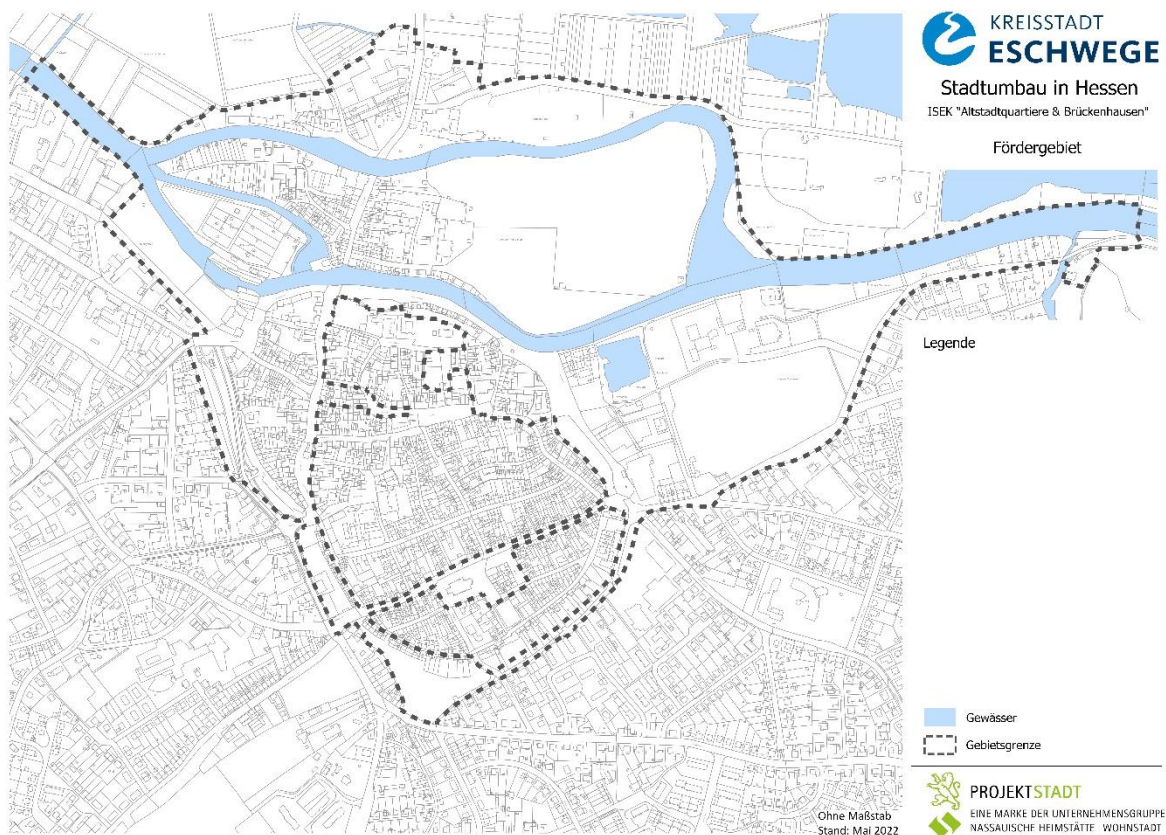 KREISSTADT
ESCHWEGE
Stadtumbau in Hessen
ISEK "Altstadtquartiere & Brückenhausen"
Fördergebiet
Legende
Gewässer
Gebietsgrenze
PROJEKTSTADT
EINE MARKE DER UNTERNEHMENSGRUPPE
NASSAUISCHE HEIMSTÄTTE WOHNSTADT
Ohne Maßstab
Stand: Mai 2022